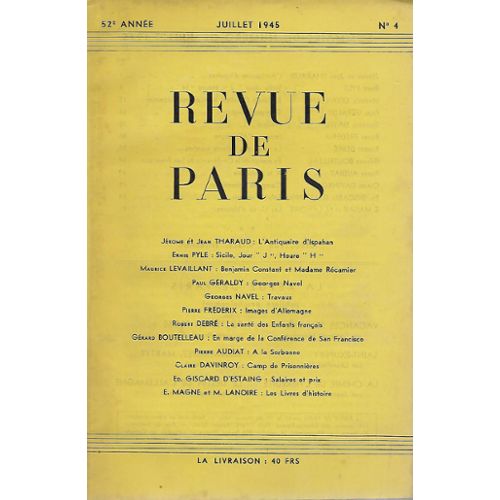 52e ANNÉE JUILLET 1945 No 4
REVUE
DE
PARIS
Jérome et Jean THARAUD : L'Antiquaire d'Ispahan
Ernie PYLE : Sicile, Jour " J ", Heure " H "
Maurice LEVAILLANT : Benjamin Constant et Madame Récamier
Paul GÉRALDY : Georges Navel
Georges NAVEL : Travaux
Pierre FRÉDÉRIX : Images d'Allemagne
Robert DEBRÉ : La santé des Enfants français
Gérard BOUTELLEAU : En marge de la Conférence de San Francisco
Pierre AUDIAT : A la Sorbonne
Claire DAVINROY : Camp de Prisonnières
Ed. GISCARD D'ESTAING : Salaires et prix
E. MAGNE et M. LANOIRE : Les Livres d'histoire
LA LIVRAISON : 40 FRS